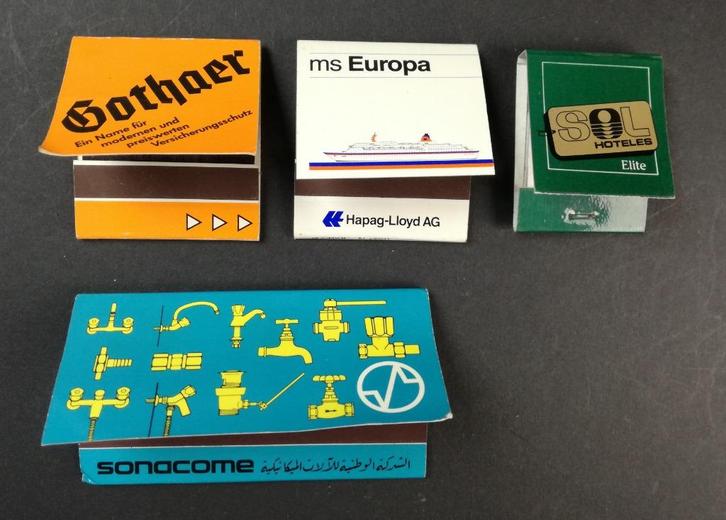 Gothaer
Ein Name für
modernen und
preiswerten
Versicherungsschutz
ms Europa
Hapag-Lloyd AG
SOL
HOTELES
Elite
sonacome الشركة الوطنية للآلات الميكانيكية